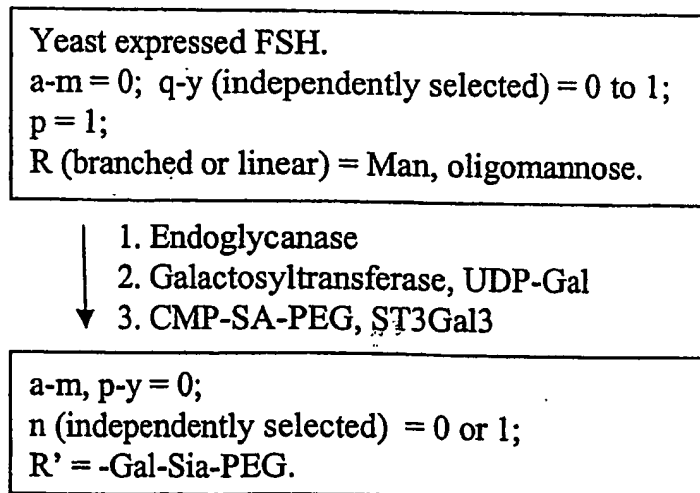 Yeast expressed FSH.
a-m = 0; q-y (independently selected) = 0 to 1;
p = 1;
R (branched or linear) = Man, oligomannose.
1. Endoglycanase
2. Galactosyltransferase, UDP-Gal
3. CMP-SA-PEG, ST3Gal3
a-m, p-y = 0;
n (independently selected) = 0 or 1;
R' = -Gal-Sia-PEG.